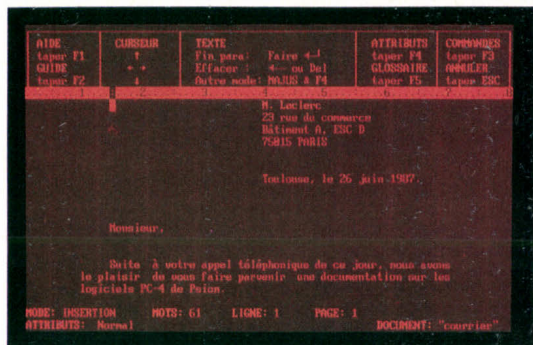 AIDE CURSEUR TEXTE ATTRIBUTS COMMANDES
taper F1 ↑ Fin para: Faire ↵ taper F4 taper F3
GUIDE ← → Effacer : ← ou Del GLOSSAIRE ANNULER
taper F2 ↓ Autre mode: MAJUS & F4 taper F5 taper ESC
M. Leclerc
23 rue du commerce
Bâtiment A, ESC D
75015 PARIS
Toulouse, le 26 juin 1987.
Monsieur,
Suite à votre appel téléphonique de ce jour, nous avons
le plaisir de vous faire parvenir une documentation sur les
logiciels PC-4 de Psion.
MODE: INSERTION MOTS: 61 LIGNE: 1 PAGE: 1
ATTRIBUTS: Normal DOCUMENT: "courrier"